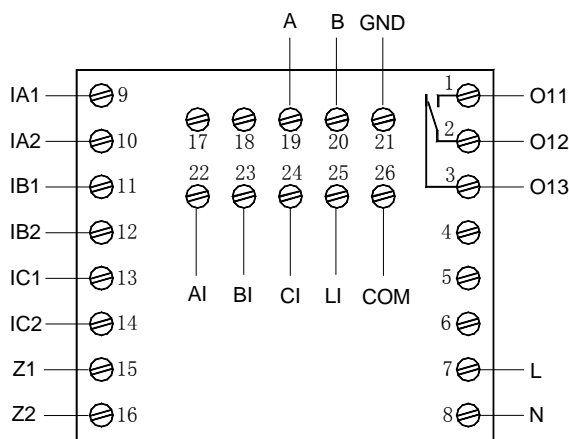 A B GND
IA1 9 1 O11
IA2 10 17 18 19 20 21 2 O12
IB1 11 22 23 24 25 26 3 O13
IB2 12 4
IC1 13 AI BI CI LI COM 5
IC2 14 6
Z1 15 7 L
Z2 16 8 N